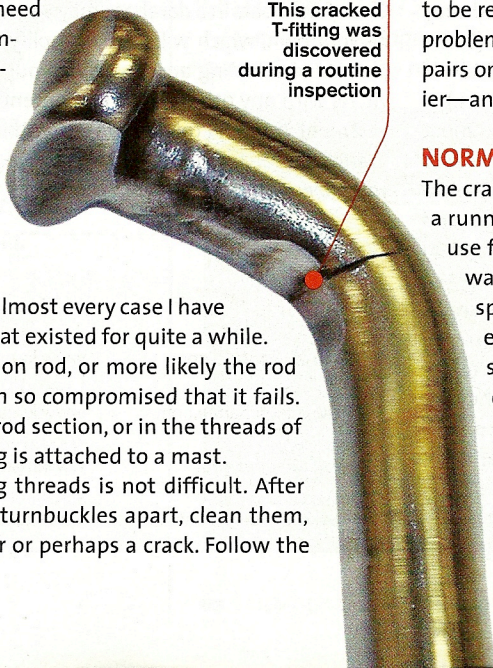 need
m-
-
This cracked
T-fitting was
discovered
during a routine
inspection
lmost every case I have
at existed for quite a while.
on rod, or more likely the rod
n so compromised that it fails.
rod section, or in the threads of
g is attached to a mast.
g threads is not difficult. After
turnbuckles apart, clean them,
r or perhaps a crack. Follow the
to be re
problem
pairs on
ier—an
NORM
The cra
a runn
use f
wa
sp
e
s